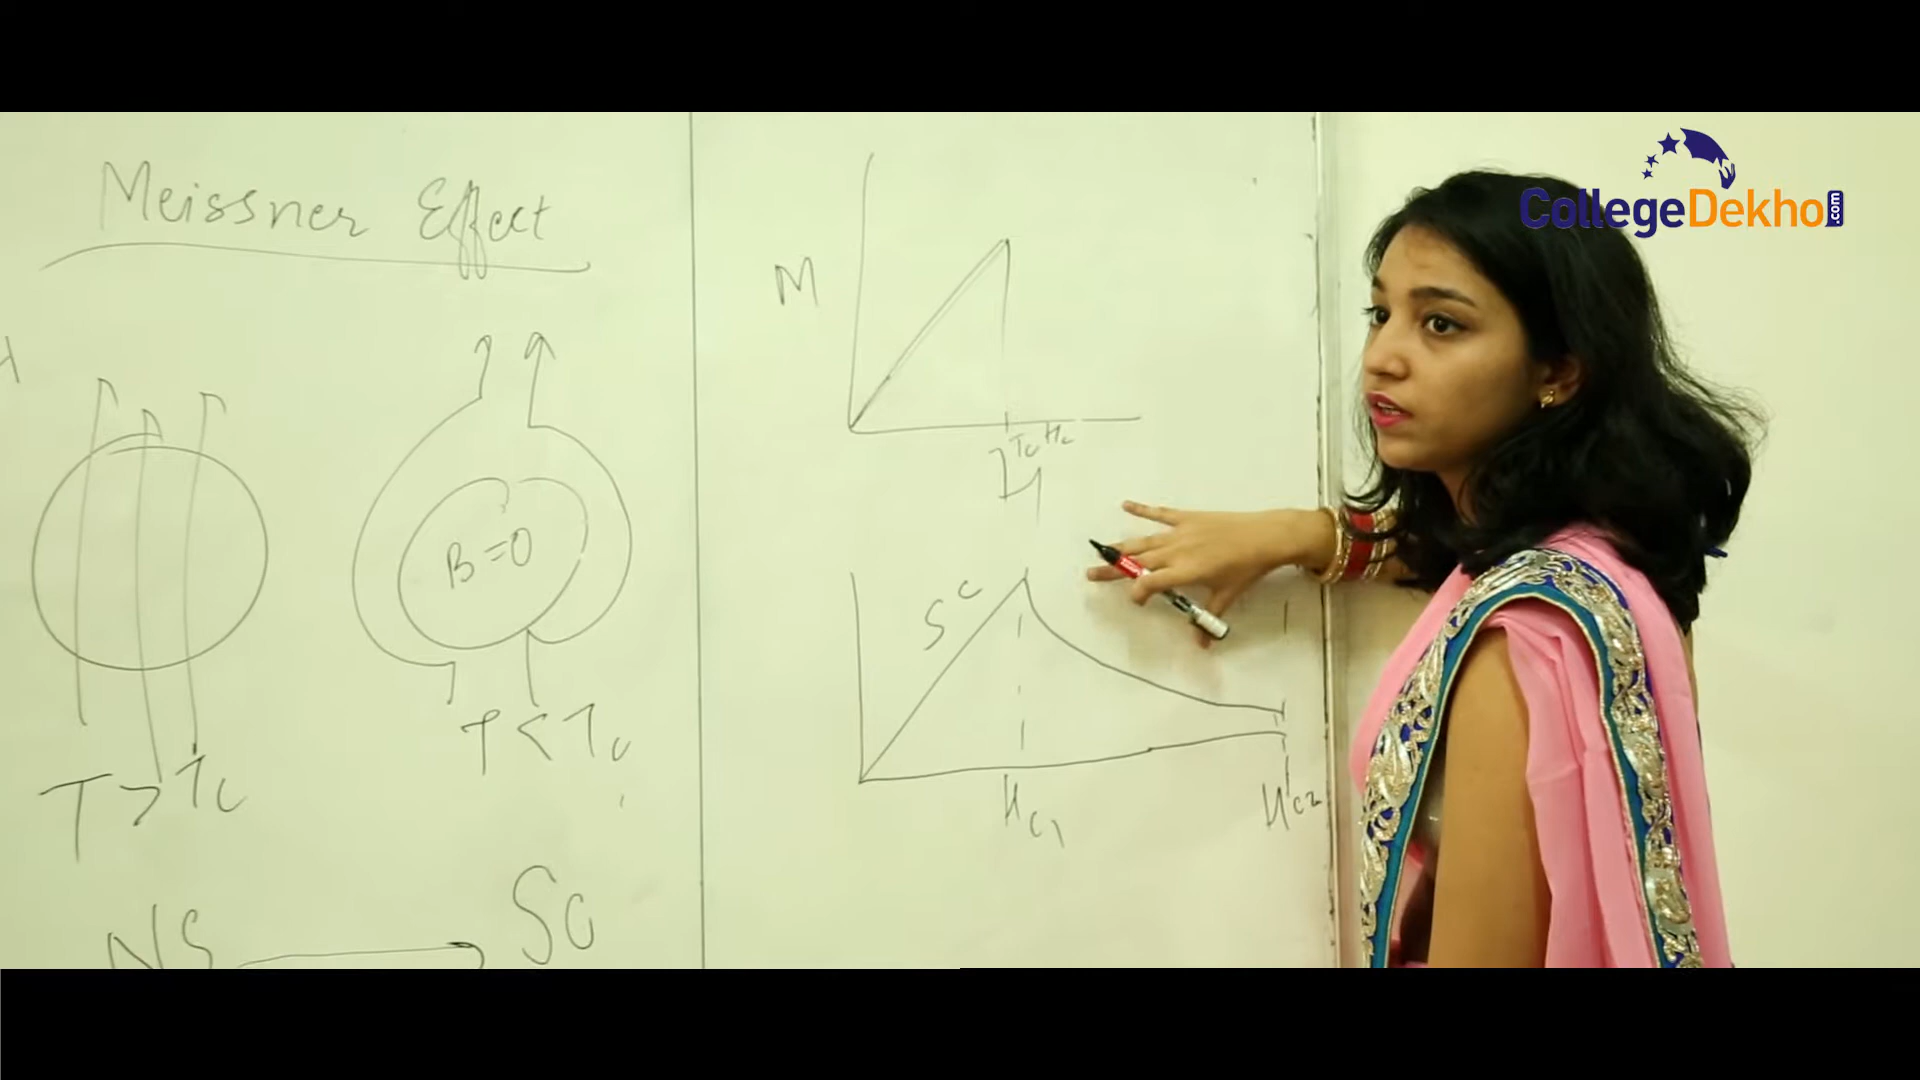 Meissner Effect
B=0
T > Tc
T < Tc
NS
SC
M
Tc Hc
SC
Hc1
Hc2
CollegeDekho.com